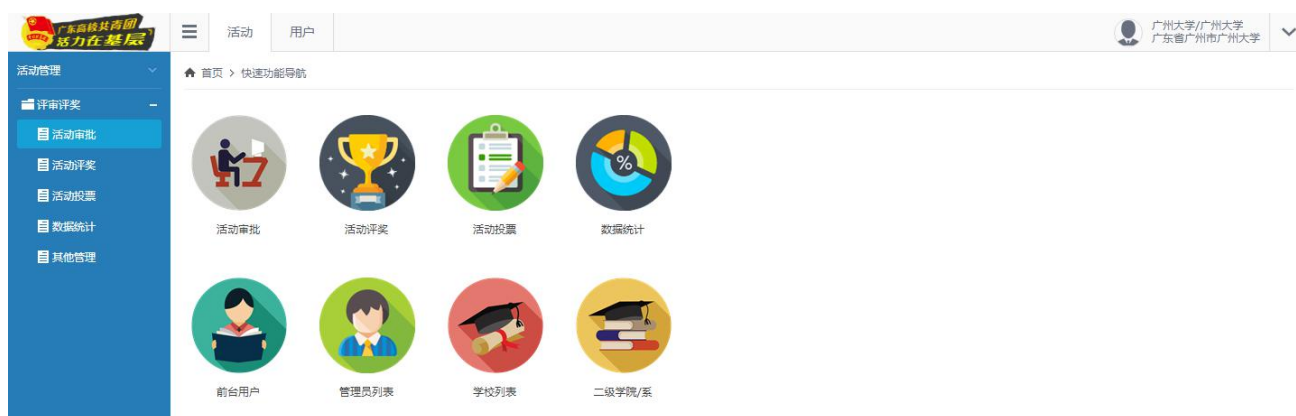 广东高校共青团
活力在基层
活动
用户
广州大学/广州大学
广东省广州市广州大学
活动管理
首页 > 快速功能导航
评审评奖
活动审批
活动评奖
活动投票
数据统计
其他管理
%
活动审批
活动评奖
活动投票
数据统计
前台用户
管理员列表
学校列表
二级学院/系